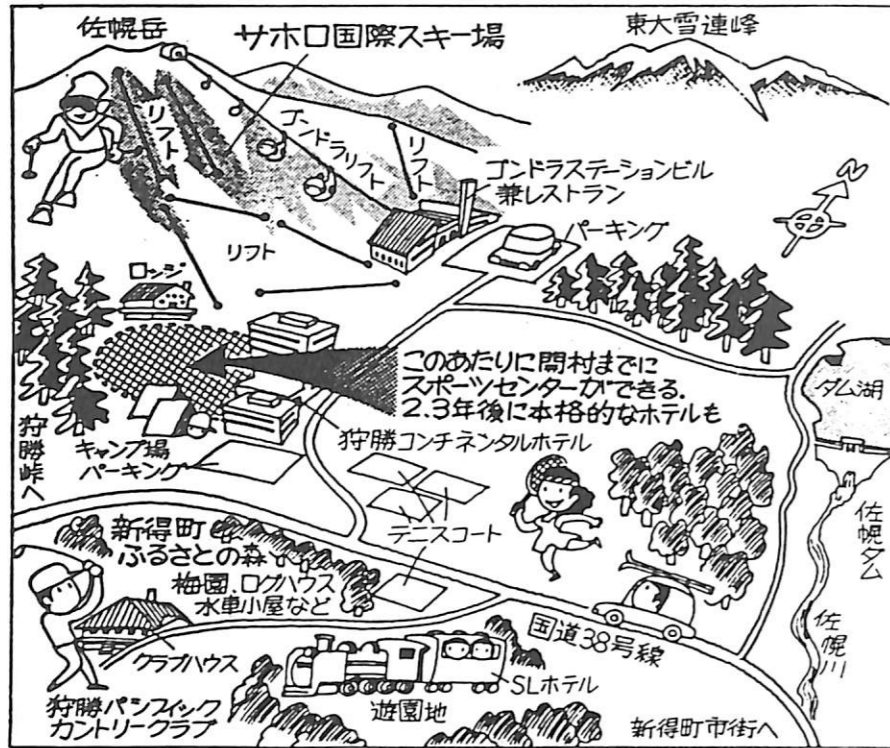 佐幌岳
サホロ国際スキー場
東大雪連峰
リフト
ゴンドラリフト
リフト
ゴンドラステーションビル
兼レストラン
パーキング
N
リフト
ロッジ
このあたりに開村までに
スポーツセンターができる.
2.3年後に本格的なホテルも
ダム湖
狩勝コンチネンタルホテル
狩勝峠へ
キャンプ場
パーキング
テニスコート
佐幌ダム
新得町
ふるさとの森
梅園、ログハウス
水車小屋など
国道38号線
佐幌川
クラブハウス
SLホテル
狩勝パシフィック
カントリークラブ
遊園地
新得町市街へ